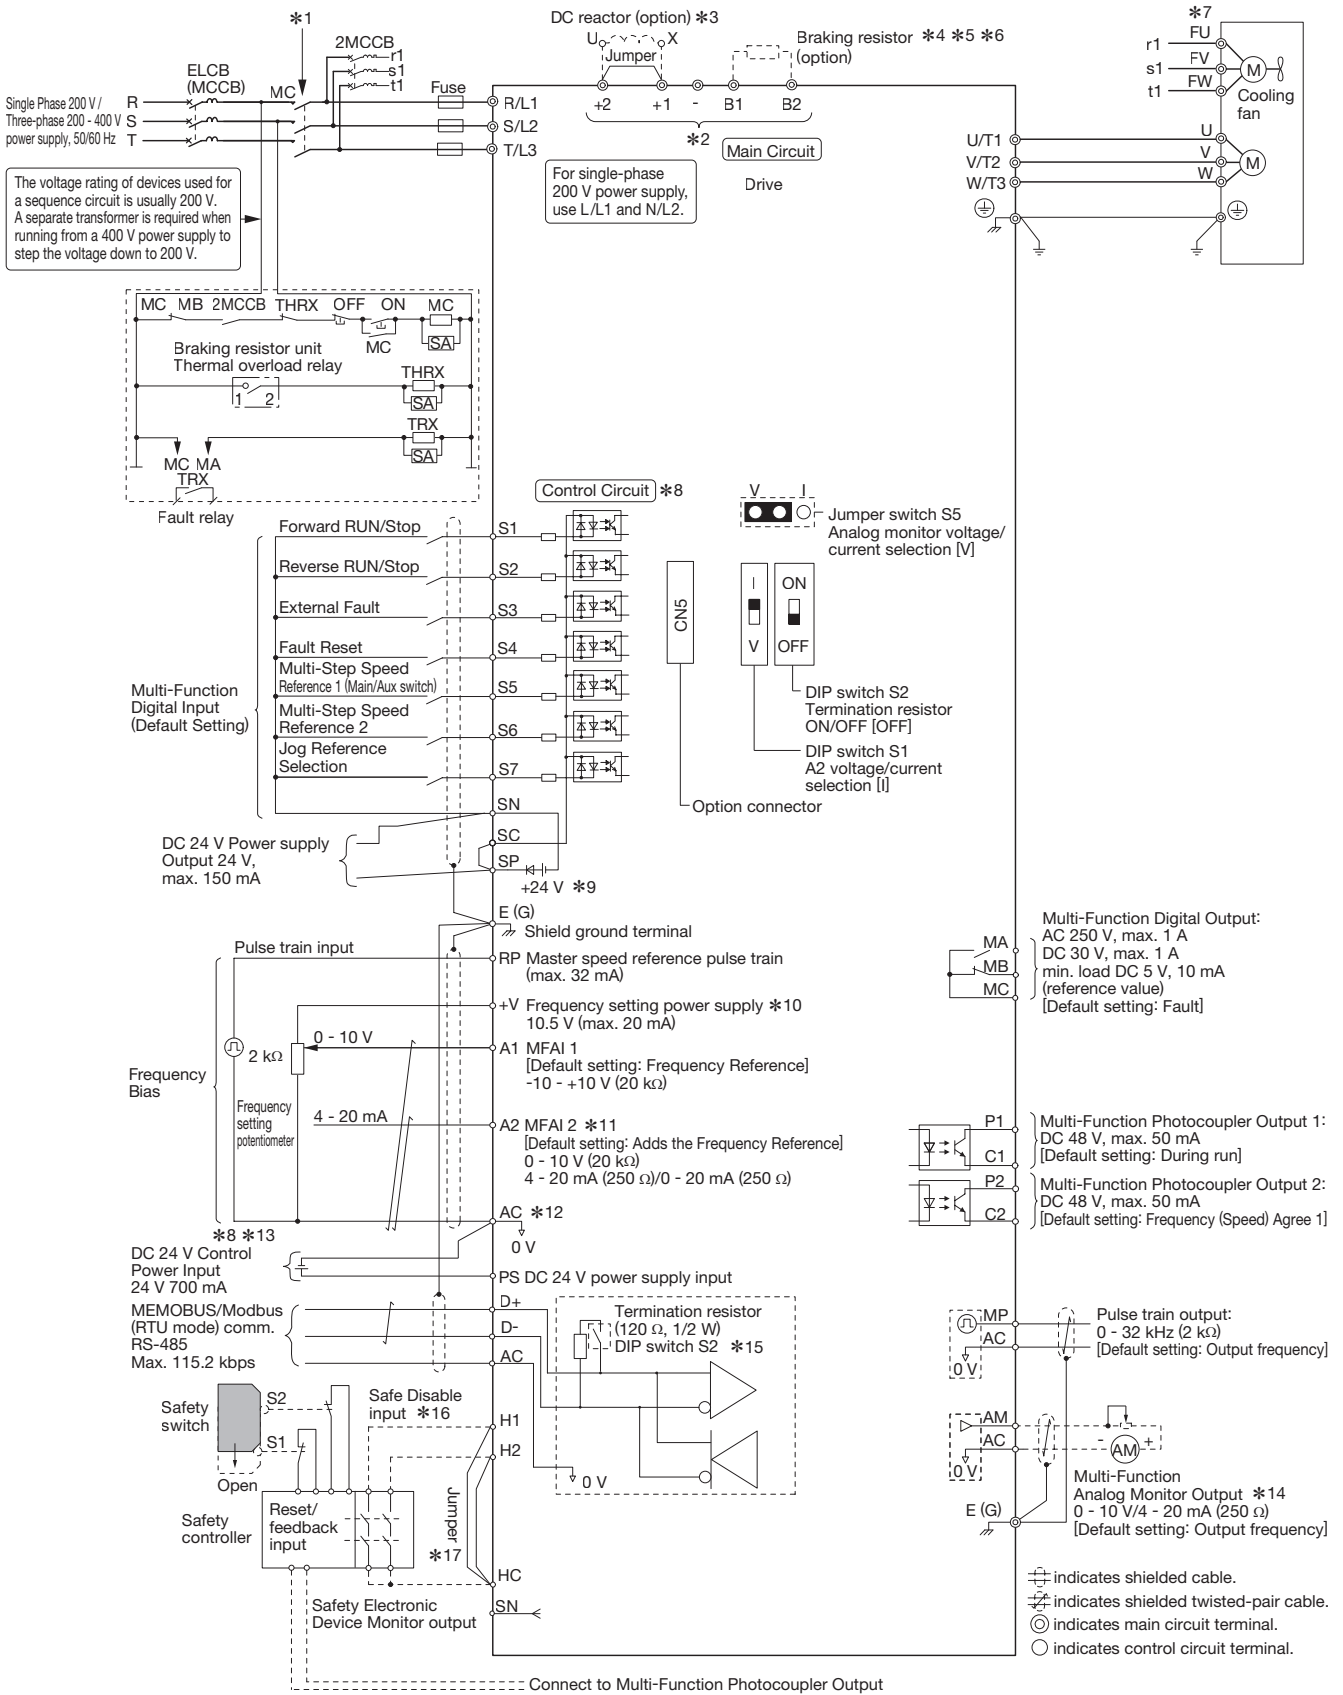 *1
DC reactor (option) *3
U X
Jumper
Braking resistor *4 *5 *6
(option)
*7
r1 FU
s1 FV
t1 FW
M
Cooling
fan
2MCCB
r1
s1
t1
ELCB
(MCCB)
MC
Fuse
Single Phase 200 V /
Three-phase 200 - 400 V
power supply, 50/60 Hz
R
S
T
R/L1
S/L2
T/L3
+2 +1 - B1 B2
*2
Main Circuit
Drive
For single-phase
200 V power supply,
use L/L1 and N/L2.
U/T1
V/T2
W/T3
U
V
W
M
The voltage rating of devices used for
a sequence circuit is usually 200 V.
A separate transformer is required when
running from a 400 V power supply to
step the voltage down to 200 V.
MC MB 2MCCB THRX OFF ON MC
MC
SA
Braking resistor unit
Thermal overload relay
1 2
THRX
SA
TRX
SA
MC MA
TRX
Fault relay
Control Circuit *8
V I
Jumper switch S5
Analog monitor voltage/
current selection [V]
Multi-Function
Digital Input
(Default Setting)
Forward RUN/Stop
S1
Reverse RUN/Stop
S2
External Fault
S3
Fault Reset
S4
Multi-Step Speed
Reference 1 (Main/Aux switch)
S5
Multi-Step Speed
Reference 2
S6
Jog Reference
Selection
S7
CN5
I
V
ON
OFF
DIP switch S2
Termination resistor
ON/OFF [OFF]
DIP switch S1
A2 voltage/current
selection [I]
Option connector
SN
SC
SP
+24 V *9
DC 24 V Power supply
Output 24 V,
max. 150 mA
E (G)
Shield ground terminal
Pulse train input
RP Master speed reference pulse train
(max. 32 mA)
+V Frequency setting power supply *10
10.5 V (max. 20 mA)
2 kΩ
0 - 10 V
A1 MFAI 1
[Default setting: Frequency Reference]
-10 - +10 V (20 kΩ)
Frequency
Bias
Frequency
setting
potentiometer
4 - 20 mA
A2 MFAI 2 *11
[Default setting: Adds the Frequency Reference]
0 - 10 V (20 kΩ)
4 - 20 mA (250 Ω)/0 - 20 mA (250 Ω)
AC *12
0 V
MA
MB
MC
Multi-Function Digital Output:
AC 250 V, max. 1 A
DC 30 V, max. 1 A
min. load DC 5 V, 10 mA
(reference value)
[Default setting: Fault]
P1
C1
Multi-Function Photocoupler Output 1:
DC 48 V, max. 50 mA
[Default setting: During run]
P2
C2
Multi-Function Photocoupler Output 2:
DC 48 V, max. 50 mA
[Default setting: Frequency (Speed) Agree 1]
*8 *13
DC 24 V Control
Power Input
24 V 700 mA
PS DC 24 V power supply input
MEMOBUS/Modbus
(RTU mode) comm.
RS-485
Max. 115.2 kbps
D+
D-
AC
Termination resistor
(120 Ω, 1/2 W)
DIP switch S2 *15
0 V
MP
AC
0 V
Pulse train output:
0 - 32 kHz (2 kΩ)
[Default setting: Output frequency]
AM
AC
0 V
- AM +
Multi-Function
Analog Monitor Output *14
0 - 10 V/4 - 20 mA (250 Ω)
[Default setting: Output frequency]
E (G)
Safety
switch
S2
S1
Open
Safe Disable
input *16
H1
H2
Jumper
*17
Safety
controller
Reset/
feedback
input
HC
SN
Safety Electronic
Device Monitor output
Connect to Multi-Function Photocoupler Output
indicates shielded cable.
indicates shielded twisted-pair cable.
indicates main circuit terminal.
indicates control circuit terminal.